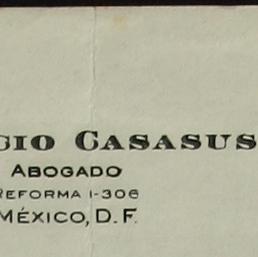 GIO CASASUS
ABOGADO
REFORMA 1-306
MÉXICO, D. F.